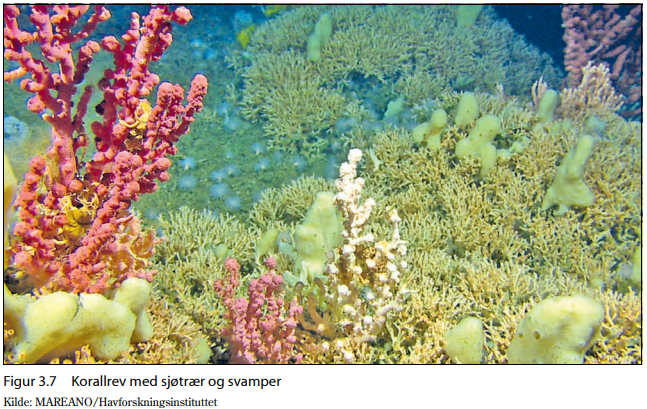 Figur 3.7 Korallrev med sjøtrær og svamper
Kilde: MAREANO/Havforskningsinstituttet